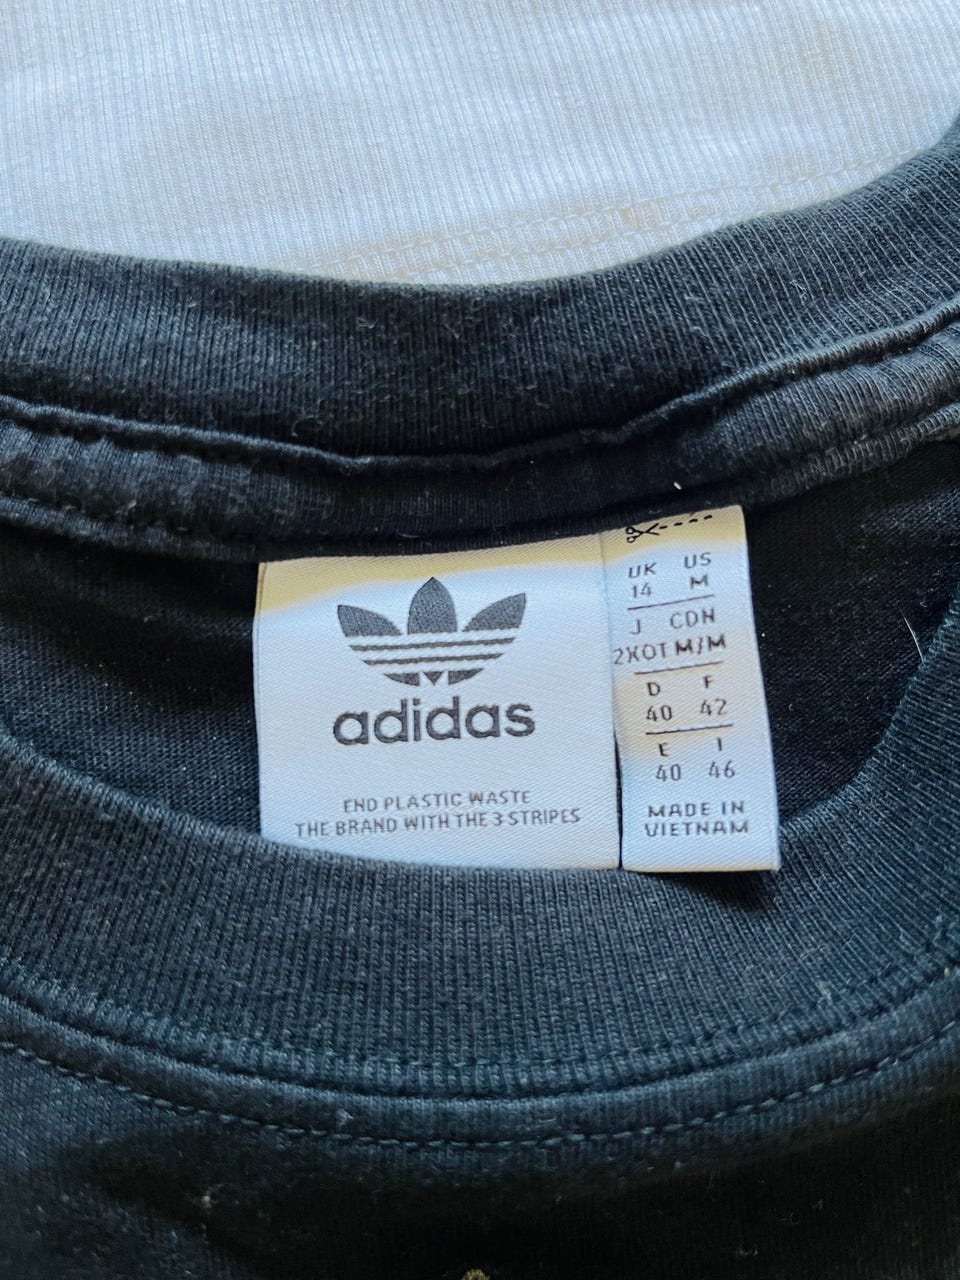 adidas
END PLASTIC WASTE
THE BRAND WITH THE 3 STRIPES
UK US
14 M
J CDN
2XOT M/M
D F
40 42
E I
40 46
MADE IN
VIETNAM